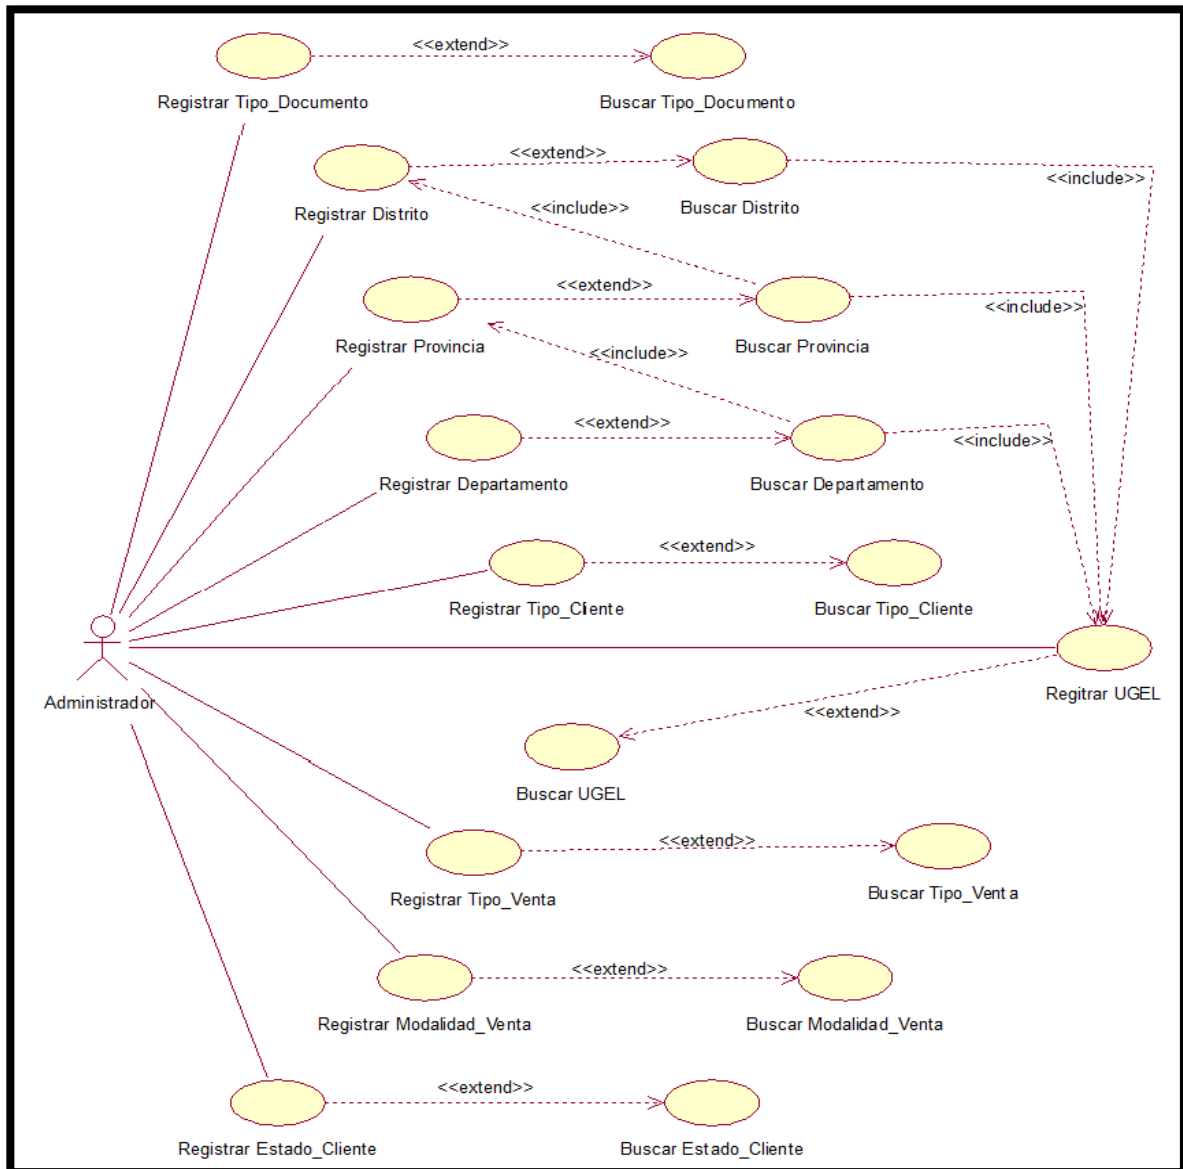 <<extend>>
Registrar Tipo_Documento
Buscar Tipo_Documento
<<extend>>
<<include>>
Registrar Distrito
<<include>>
Buscar Distrito
<<extend>>
<<include>>
Registrar Provincia
<<include>>
Buscar Provincia
<<extend>>
<<include>>
Registrar Departamento
Buscar Departamento
<<extend>>
Registrar Tipo_Cliente
Buscar Tipo_Cliente
Administrador
Regitrar UGEL
<<extend>>
Buscar UGEL
<<extend>>
Registrar Tipo_Venta
Buscar Tipo_Venta
<<extend>>
Registrar Modalidad_Venta
Buscar Modalidad_Venta
<<extend>>
Registrar Estado_Cliente
Buscar Estado_Cliente